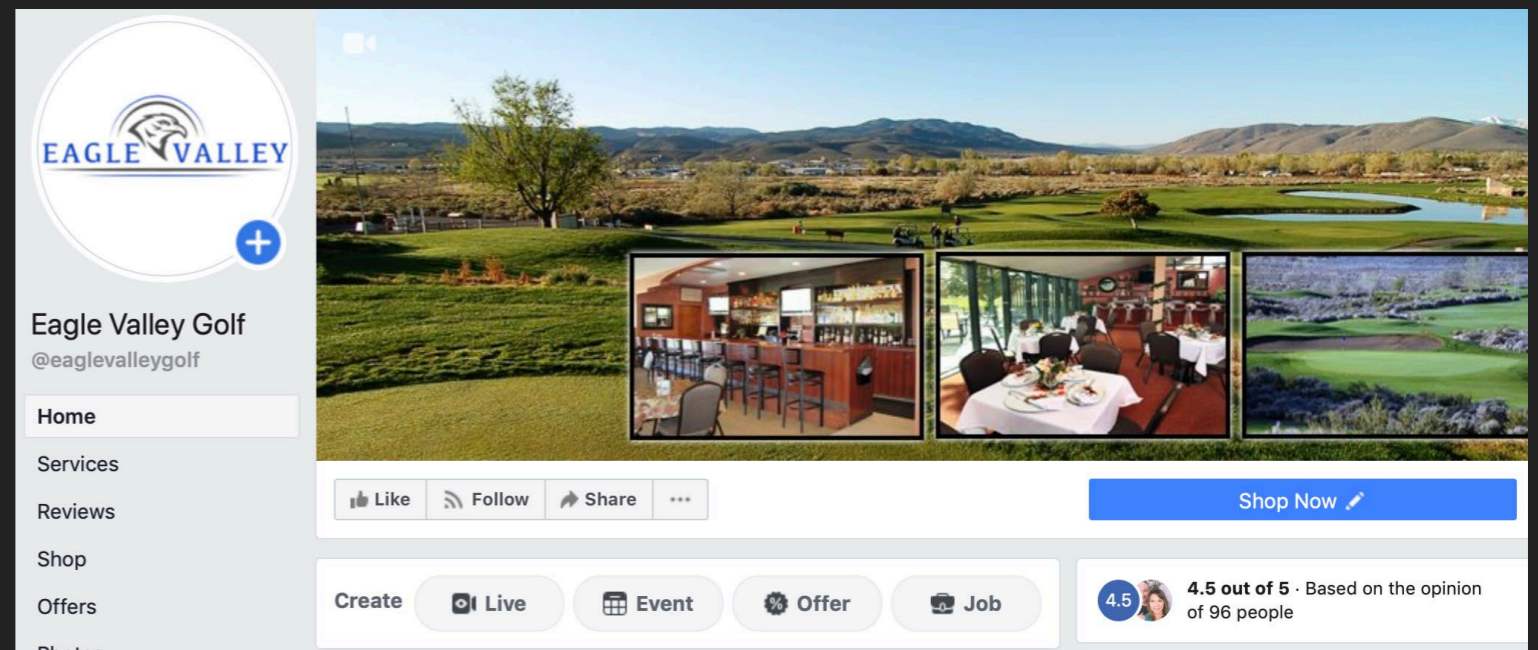 EAGLE VALLEY
Eagle Valley Golf
@eaglevalleygolf
Home
Services
Reviews
Shop
Offers
Like
Follow
Share
Shop Now
Create
Live
Event
Offer
Job
4.5
4.5 out of 5 · Based on the opinion
of 96 people